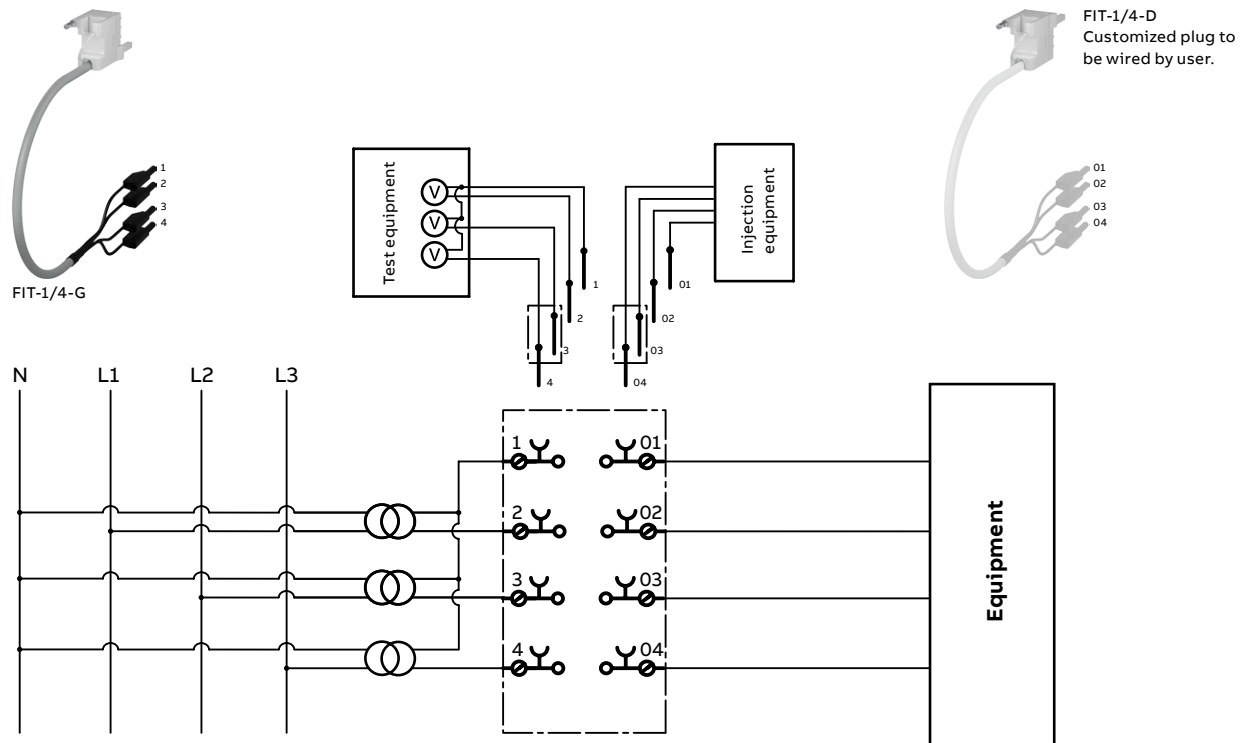 FIT-1/4-D
Customized plug to
be wired by user.
1
2
3
4
FIT-1/4-G
01
02
03
04
Test equipment
V
V
V
Injection
equipment
1
2
3
4
01
02
03
04
N L1 L2 L3
1 01
2 02
3 03
4 04
Equipment